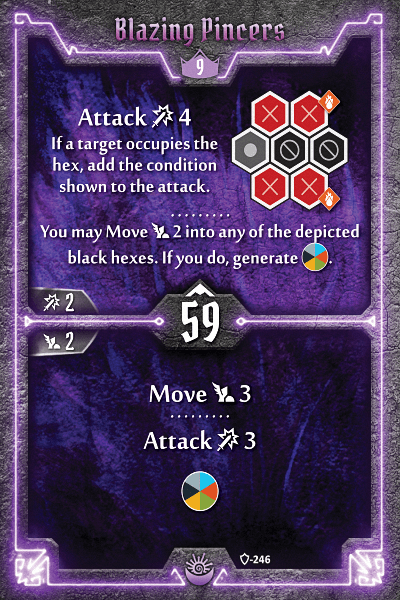 Blazing Pincers
9
Attack 4
If a target occupies the
hex, add the condition
shown to the attack.
You may Move 2 into any of the depicted
black hexes. If you do, generate .
2
59
2
Move 3
Attack 3
-246